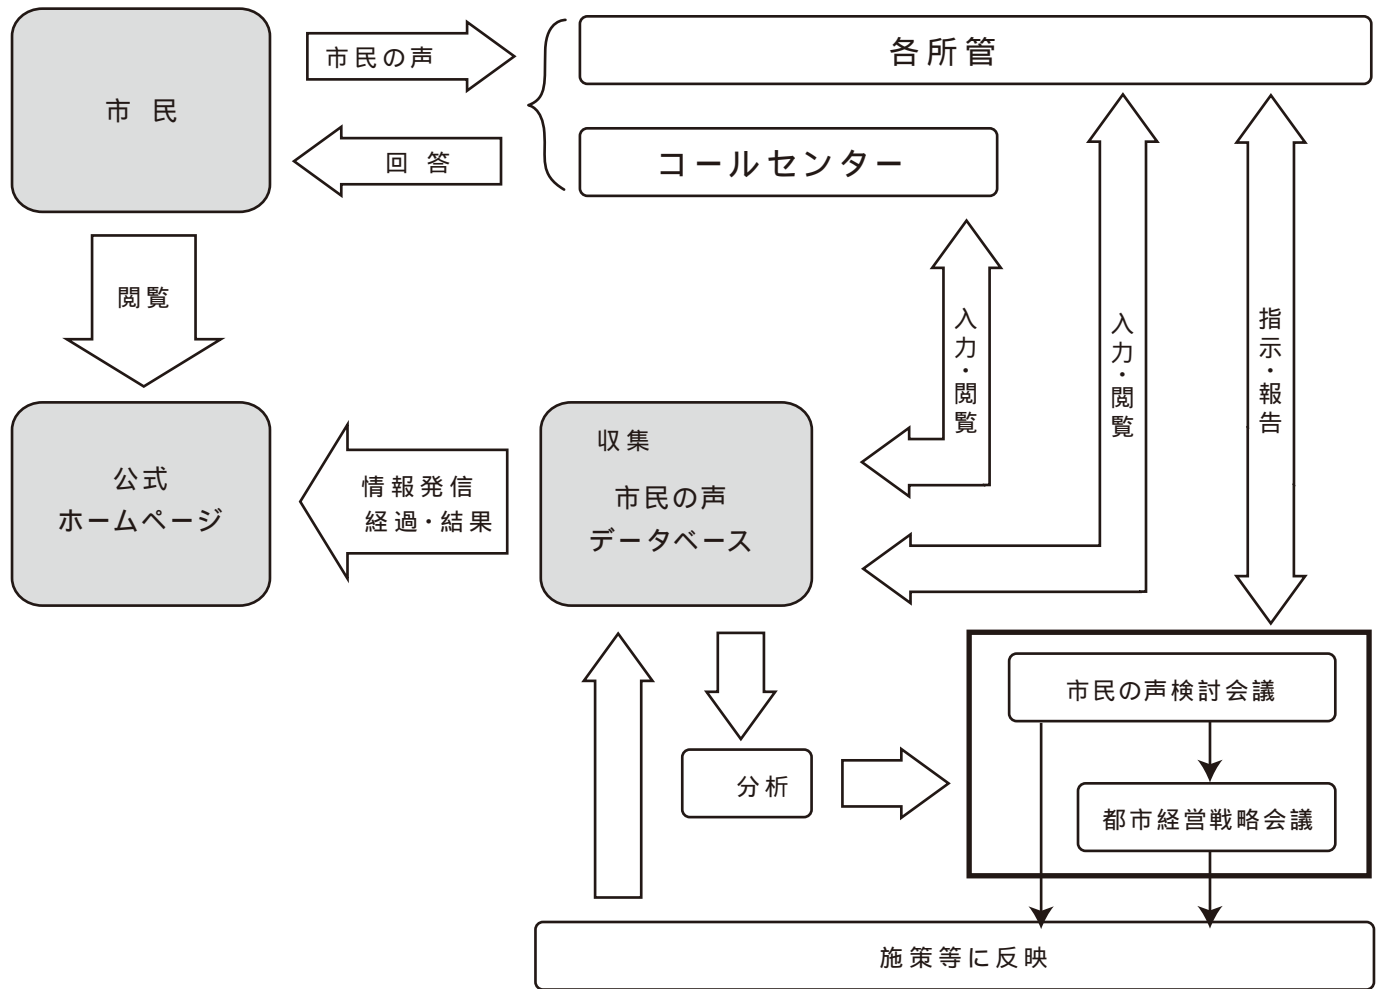 市民
市民の声
各所管
回答
コールセンター
閲覧
入力・閲覧
入力・閲覧
指示・報告
公式
ホームページ
情報発信
経過・結果
収集
市民の声
データベース
市民の声検討会議
分析
都市経営戦略会議
施策等に反映